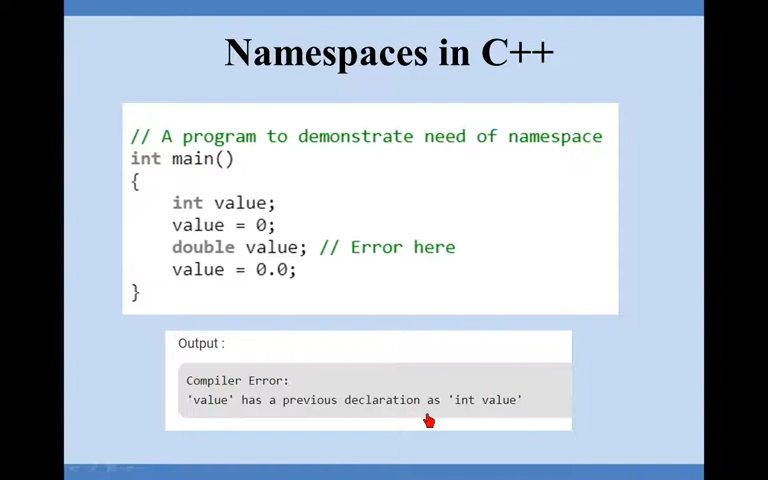 Namespaces in C++
// A program to demonstrate need of namespace
int main()
{
    int value;
    value = 0;
    double value; // Error here
    value = 0.0;
}
Output :
Compiler Error:
'value' has a previous declaration as 'int value'